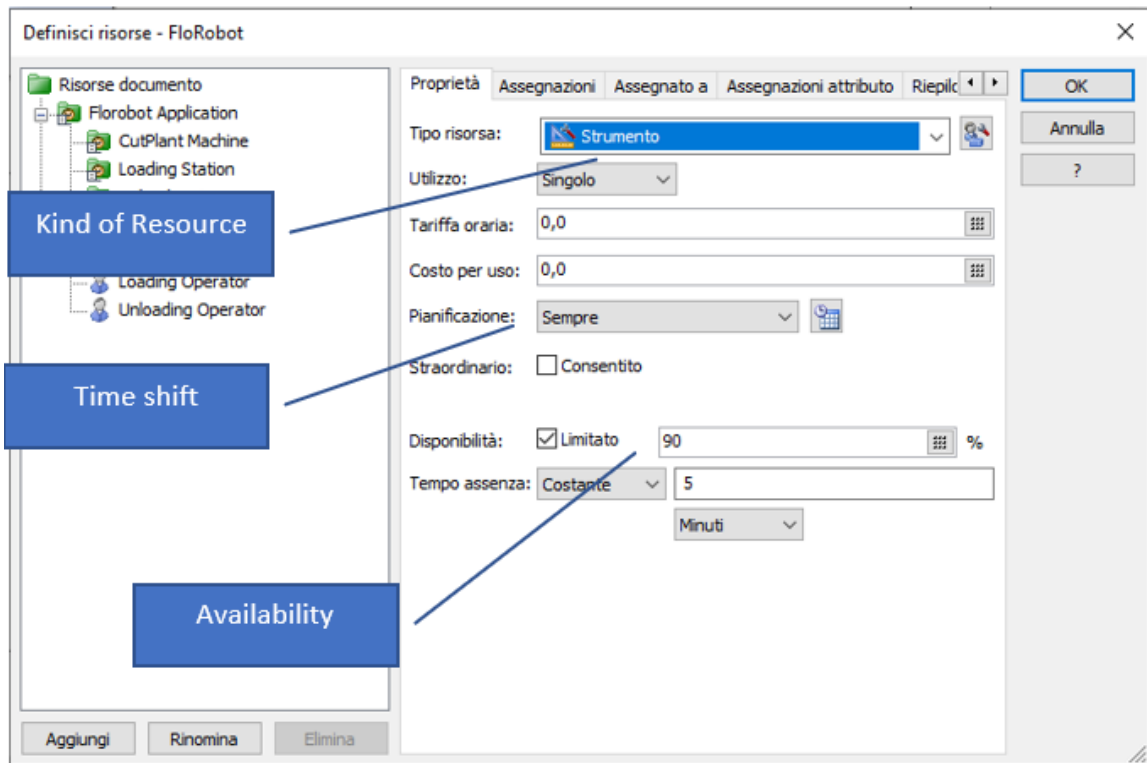 Definisci risorse - FloRobot
Risorse documento
Florobot Application
CutPlant Machine
Loading Station
Loading Operator
Unloading Operator
Kind of Resource
Time shift
Availability
Aggiungi Rinomina Elimina
Proprietà Assegnazioni Assegnato a Assegnazioni attributo Riepilo
Tipo risorsa: Strumento
Utilizzo: Singolo
Tariffa oraria: 0,0
Costo per uso: 0,0
Pianificazione: Sempre
Straordinario: Consentito
Disponibilità: Limitato 90 %
Tempo assenza: Costante 5
Minuti
OK
Annulla
?